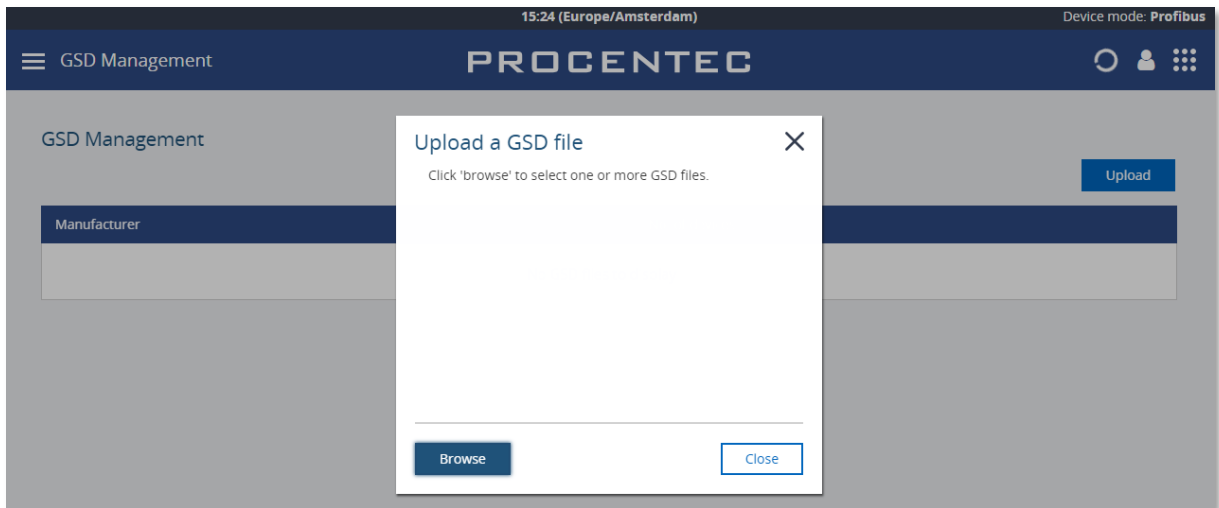 15:24 (Europe/Amsterdam)
Device mode: Profibus
GSD Management
PROCENTEC
GSD Management
Upload a GSD file
Click 'browse' to select one or more GSD files.
Upload
Manufacturer
Browse
Close